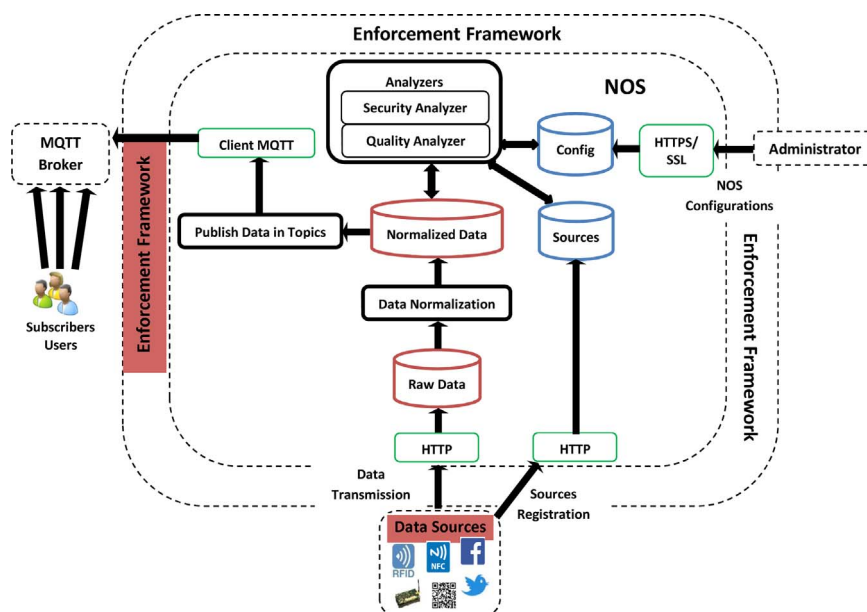 Enforcement Framework
NOS
Analyzers
Security Analyzer
Quality Analyzer
MQTT
Broker
Client MQTT
Config
HTTPS/
SSL
Administrator
NOS
Configurations
Enforcement Framework
Publish Data in Topics
Normalized Data
Sources
Enforcement Framework
Data Normalization
Subscribers
Users
Raw Data
HTTP
HTTP
Data
Transmission
Sources
Registration
Data Sources
RFID
NFC